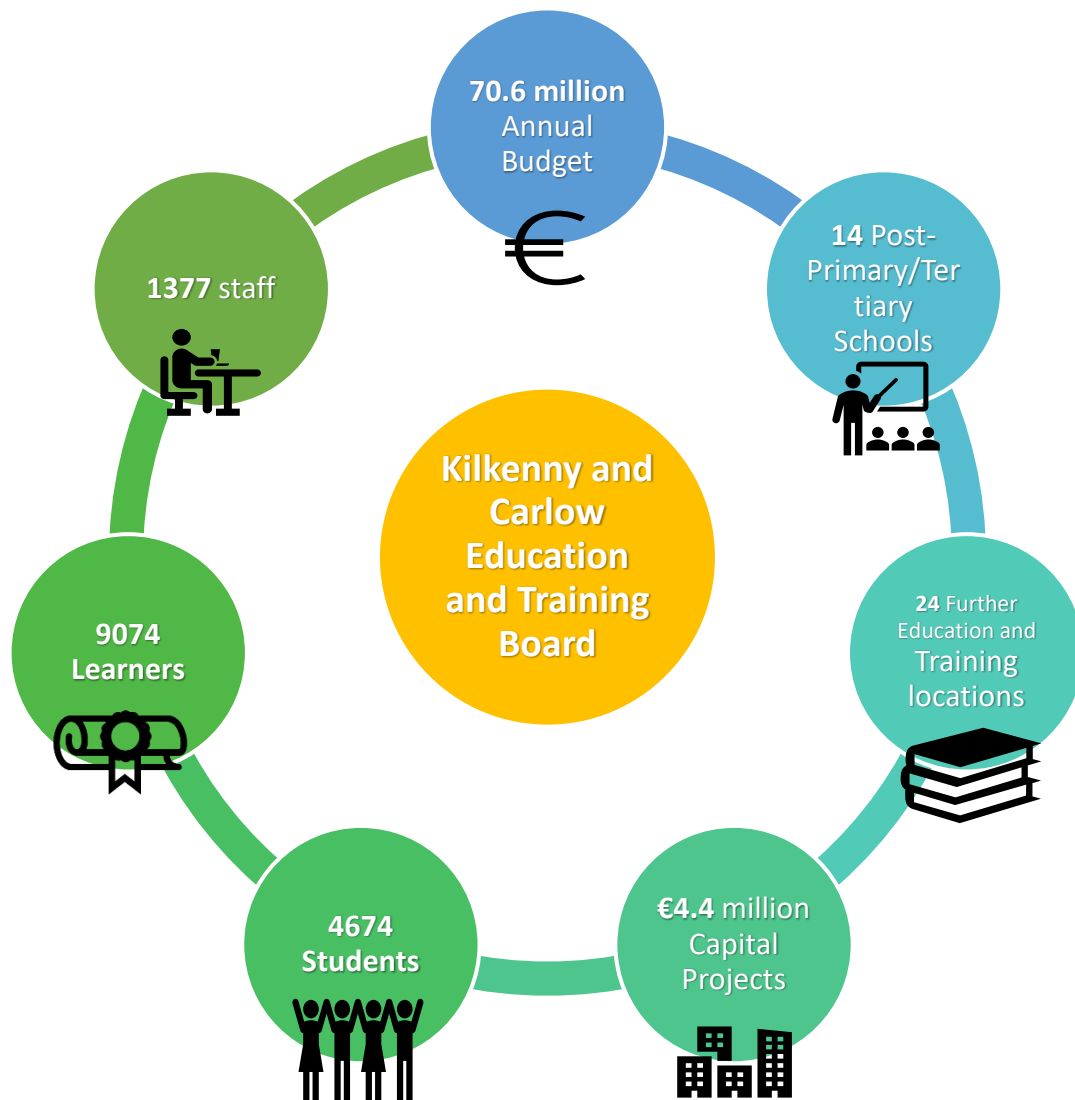 70.6 million
Annual
Budget
14 Post-
Primary/Ter
tiary
Schools
24 Further
Education and
Training
locations
€4.4 million
Capital
Projects
4674
Students
9074
Learners
1377 staff
Kilkenny and
Carlow
Education
and Training
Board